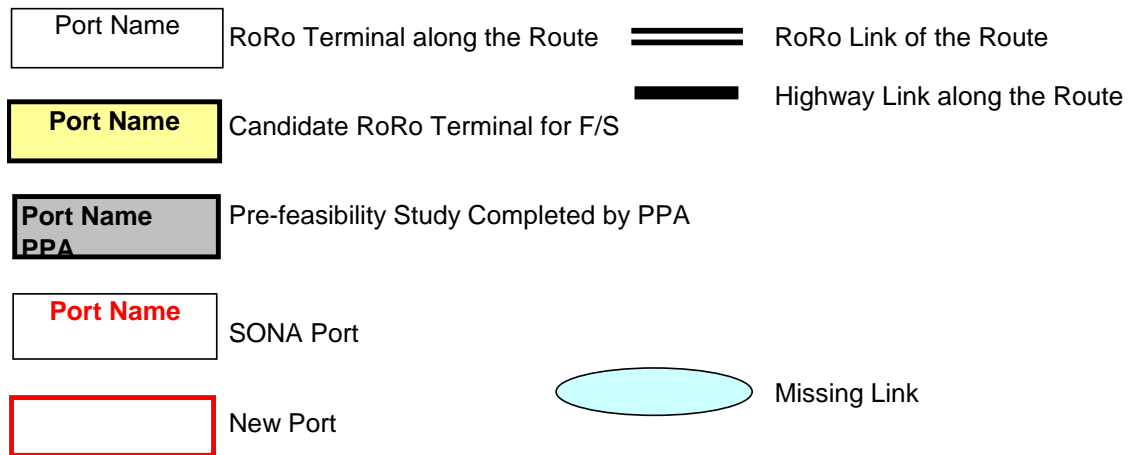 Port Name
RoRo Terminal along the Route
RoRo Link of the Route
Highway Link along the Route
Port Name
Candidate RoRo Terminal for F/S
Port Name
PPA
Pre-feasibility Study Completed by PPA
Port Name
SONA Port
Missing Link
New Port